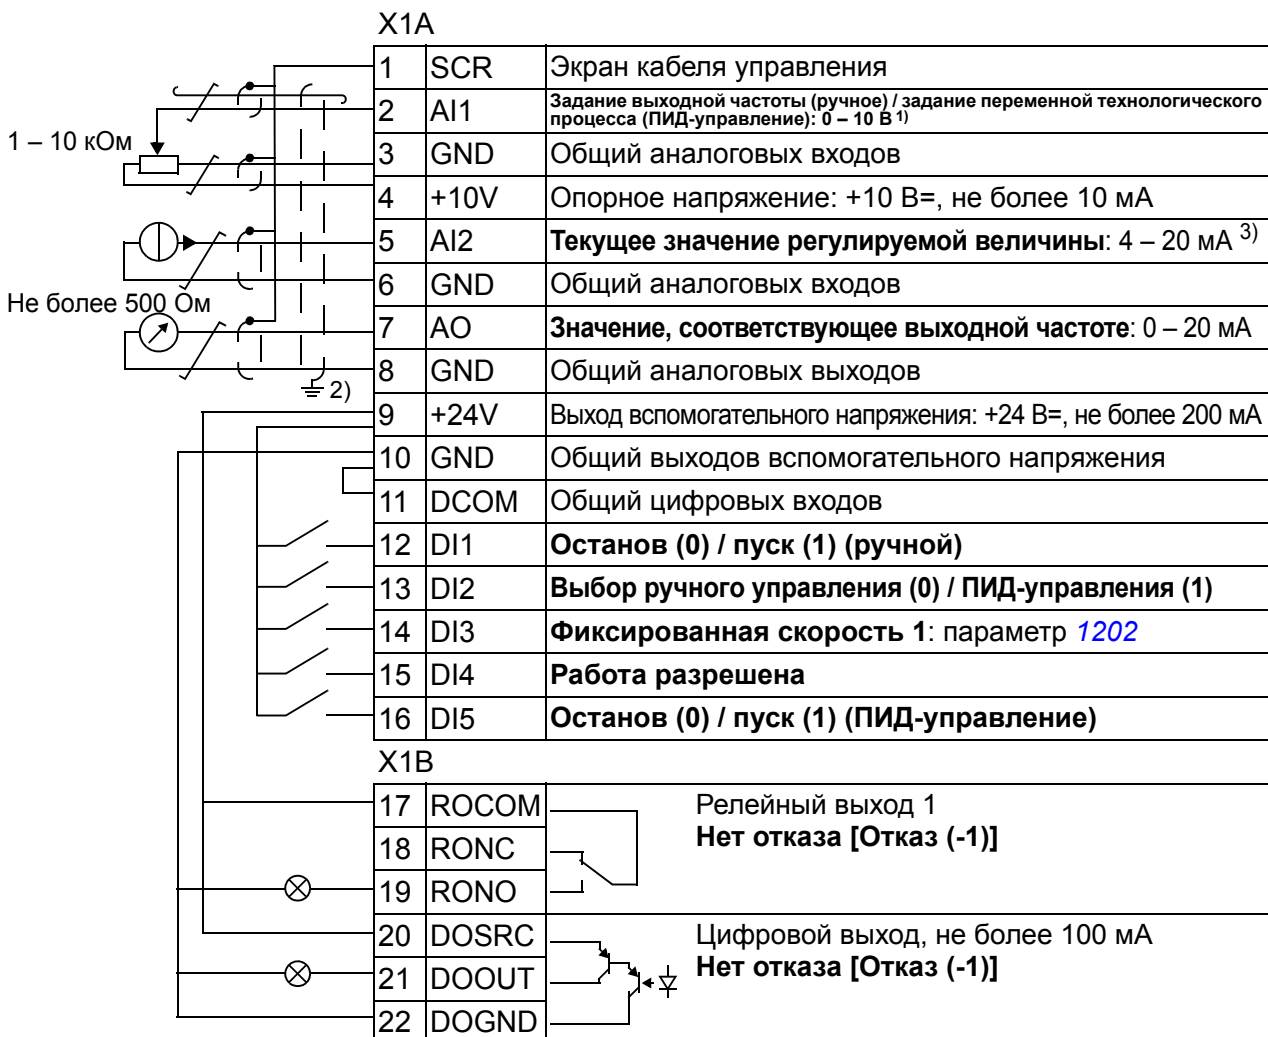 X1A
1 SCR Экран кабеля управления
2 AI1 Задание выходной частоты (ручное) / задание переменной технологического
процесса (ПИД-управление): 0 – 10 В 1)
1 – 10 кОм
3 GND Общий аналоговых входов
4 +10V Опорное напряжение: +10 В=, не более 10 мА
5 AI2 Текущее значение регулируемой величины: 4 – 20 мА 3)
6 GND Общий аналоговых входов
Не более 500 Ом
7 AO Значение, соответствующее выходной частоте: 0 – 20 мА
8 GND Общий аналоговых выходов
2)
9 +24V Выход вспомогательного напряжения: +24 В=, не более 200 мА
10 GND Общий выходов вспомогательного напряжения
11 DCOM Общий цифровых входов
12 DI1 Останов (0) / пуск (1) (ручной)
13 DI2 Выбор ручного управления (0) / ПИД-управления (1)
14 DI3 Фиксированная скорость 1: параметр 1202
15 DI4 Работа разрешена
16 DI5 Останов (0) / пуск (1) (ПИД-управление)
X1B
17 ROCOM Релейный выход 1
18 RONC Нет отказа [Отказ (-1)]
19 RONO
20 DOSRC Цифровой выход, не более 100 мА
21 DOOUT Нет отказа [Отказ (-1)]
22 DOGND